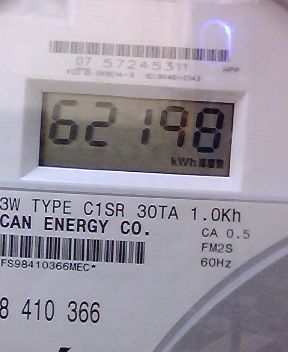 07 57245311
HPP
62198
kWh
3W TYPE C1SR 30TA 1.0Kh
CAN ENERGY CO.
CA 0.5
FM2S
FS98410366MEC*
60Hz
8 410 366